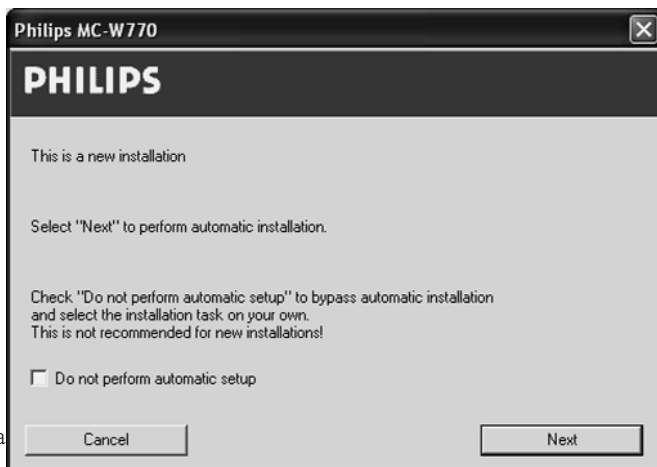 Philips MC-W770
PHILIPS
This is a new installation
Select "Next" to perform automatic installation.
Check "Do not perform automatic setup" to bypass automatic installation
and select the installation task on your own.
This is not recommended for new installations!
Do not perform automatic setup
a
Cancel
Next